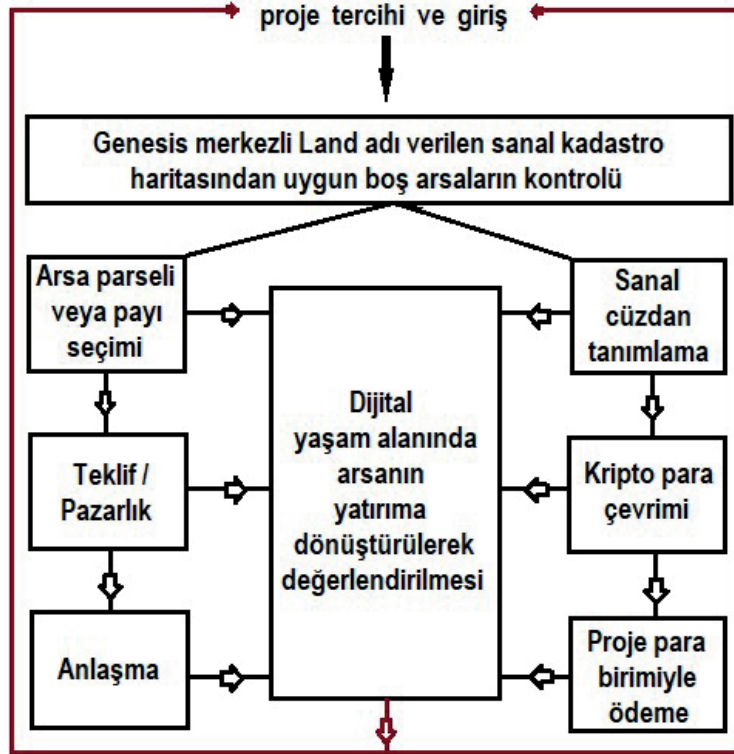 proje tercihi ve giriş
Genesis merkezli Land adı verilen sanal kadastro
haritasından uygun boş arsaların kontrolü
Arsa parseli
veya payı
seçimi
Teklif /
Pazarlık
Anlaşma
Dijital
yaşam alanında
arsanın
yatırıma
dönüştürülerek
değerlendirilmesi
Sanal
cüzdan
tanımlama
Kripto para
çevrimi
Proje para
birimiyle
ödeme